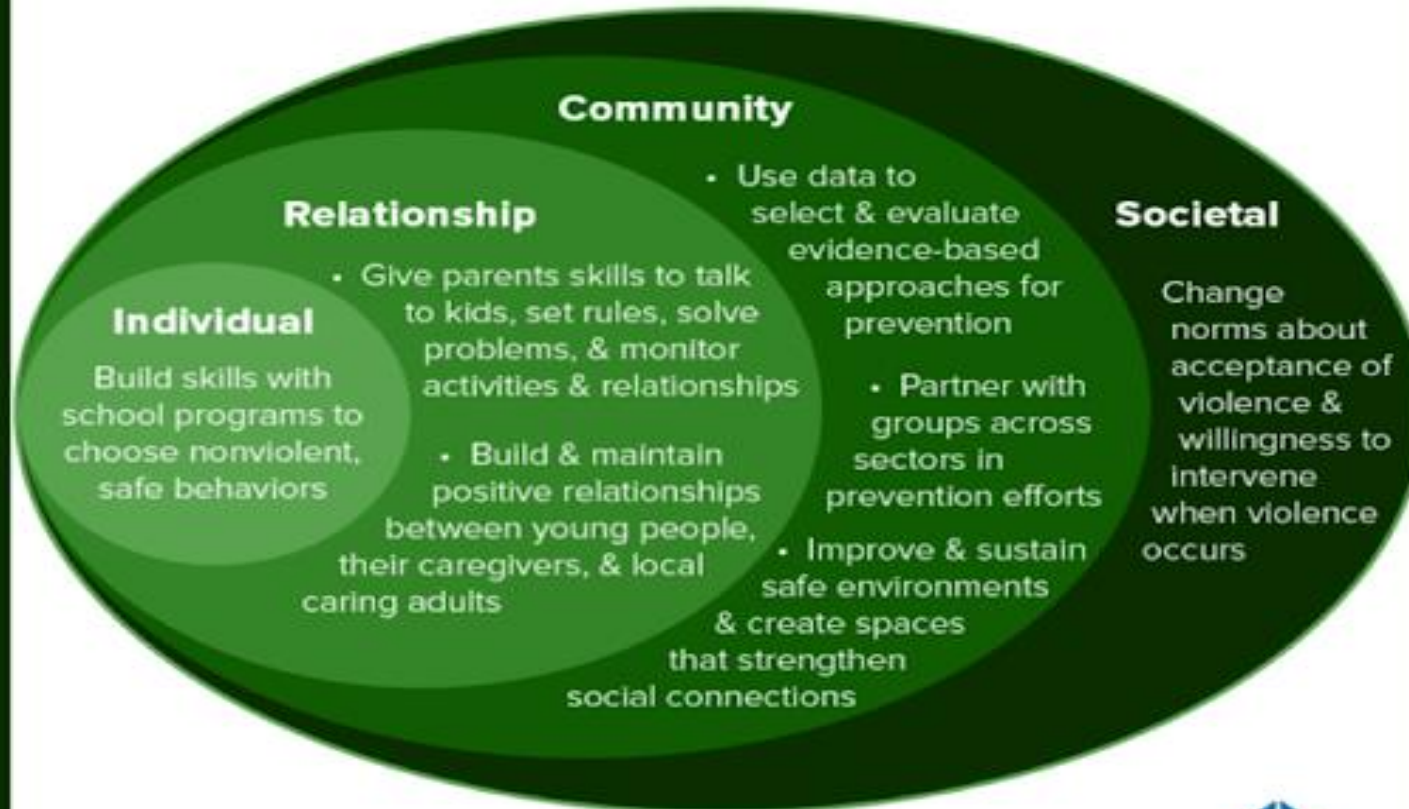 Community
• Use data to
select & evaluate
evidence-based
approaches for
prevention
• Partner with
groups across
sectors in
prevention efforts
• Improve & sustain
safe environments
& create spaces
that strengthen
social connections
Relationship
• Give parents skills to talk
to kids, set rules, solve
problems, & monitor
activities & relationships
• Build & maintain
positive relationships
between young people,
their caregivers, & local
caring adults
Individual
Build skills with
school programs to
choose nonviolent,
safe behaviors
Societal
Change
norms about
acceptance of
violence &
willingness to
intervene
when violence
occurs